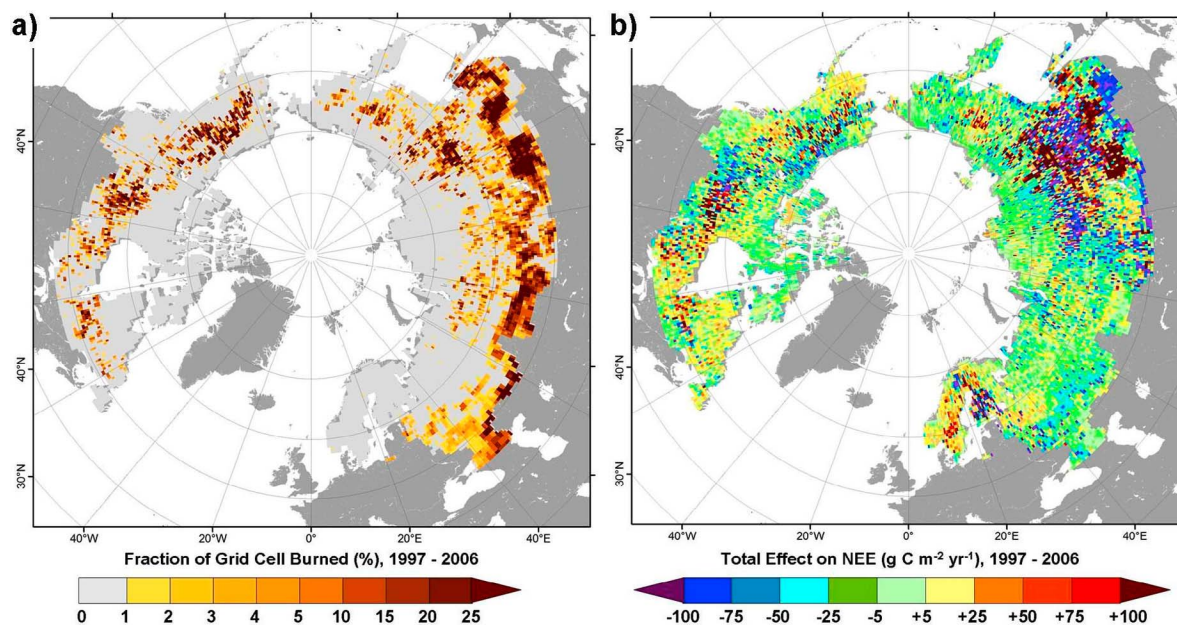 a)
40°N
40°N
30°N
40°W
20°W
0°
20°E
40°E
Fraction of Grid Cell Burned (%), 1997 - 2006
0 1 2 3 4 5 10 15 20 25
b)
40°N
40°N
30°N
40°W
20°W
0°
20°E
40°E
Total Effect on NEE (g C m⁻² yr⁻¹), 1997 - 2006
-100 -75 -50 -25 -5 +5 +25 +50 +75 +100